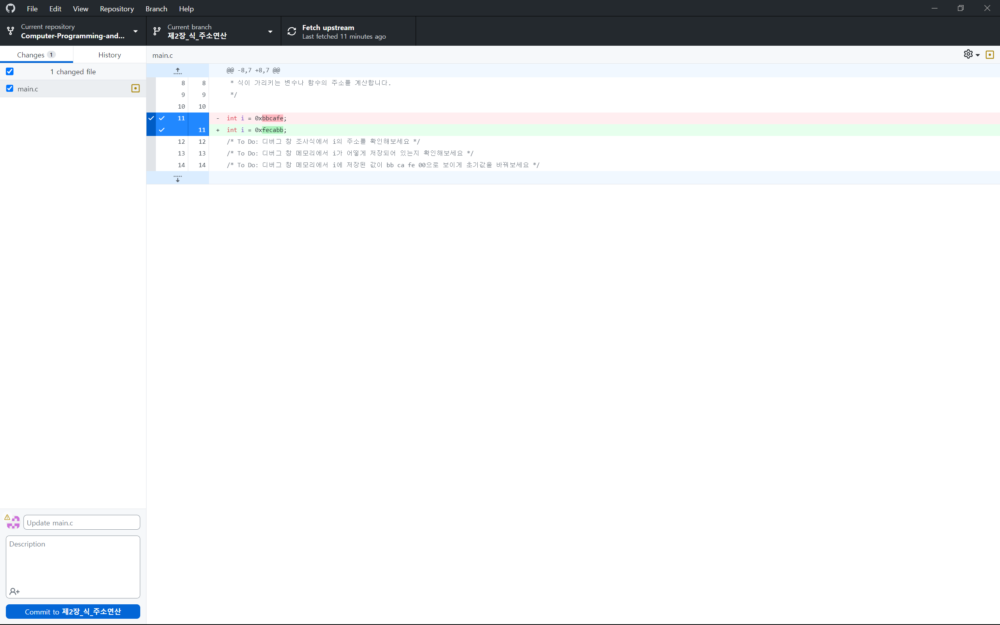 File Edit View Repository Branch Help
Current repository
Computer-Programming-and...
Current branch
제2장_식_주소연산
Fetch upstream
Last fetched 11 minutes ago
Changes 1
History
main.c
1 changed file
main.c
@@ -8,7 +8,7 @@
8 8 * 식이 가리키는 변수나 함수의 주소를 계산합니다.
9 9 */
10 10
11 - int i = 0xbbcafe;
11 + int i = 0xfecabb;
12 12 /* To Do: 디버그 창 조사식에서 i의 주소를 확인해보세요 */
13 13 /* To Do: 디버그 창 메모리에서 i가 어떻게 저장되어 있는지 확인해보세요 */
14 14 /* To Do: 디버그 창 메모리에서 i에 저장된 값이 bb ca fe 00으로 보이게 초기값을 바꿔보세요 */
Update main.c
Description
Commit to 제2장_식_주소연산